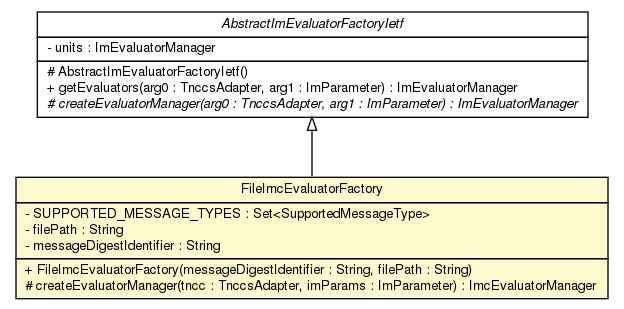 AbstractImEvaluatorFactoryIetf
- units : ImEvaluatorManager
# AbstractImEvaluatorFactoryIetf()
+ getEvaluators(arg0 : TnccsAdapter, arg1 : ImParameter) : ImEvaluatorManager
# createEvaluatorManager(arg0 : TnccsAdapter, arg1 : ImParameter) : ImEvaluatorManager
FileImcEvaluatorFactory
- SUPPORTED_MESSAGE_TYPES : Set<SupportedMessageType>
- filePath : String
- messageDigestIdentifier : String
+ FileImcEvaluatorFactory(messageDigestIdentifier : String, filePath : String)
# createEvaluatorManager(tncc : TnccsAdapter, imParams : ImParameter) : ImcEvaluatorManager